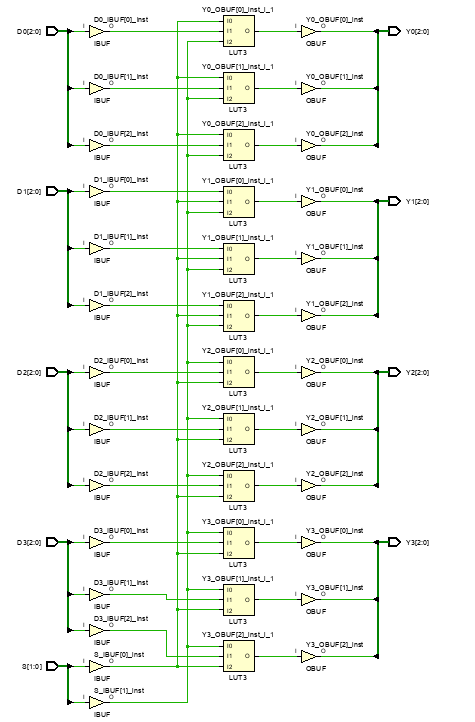 D0_IBUF[0]_inst Y0_OBUF[0]_inst_i_1 Y0_OBUF[0]_inst
D0[2:0] I O I0 I1 I2 O I O Y0[2:0]
IBUF LUT3 OBUF
D0_IBUF[1]_inst Y0_OBUF[1]_inst_i_1 Y0_OBUF[1]_inst
I O I0 I1 I2 O I O
IBUF LUT3 OBUF
D0_IBUF[2]_inst Y0_OBUF[2]_inst_i_1 Y0_OBUF[2]_inst
I O I0 I1 I2 O I O
IBUF LUT3 OBUF
D1_IBUF[0]_inst Y1_OBUF[0]_inst_i_1 Y1_OBUF[0]_inst
D1[2:0] I O I0 I1 I2 O I O Y1[2:0]
IBUF LUT3 OBUF
D1_IBUF[1]_inst Y1_OBUF[1]_inst_i_1 Y1_OBUF[1]_inst
I O I0 I1 I2 O I O
IBUF LUT3 OBUF
D1_IBUF[2]_inst Y1_OBUF[2]_inst_i_1 Y1_OBUF[2]_inst
I O I0 I1 I2 O I O
IBUF LUT3 OBUF
D2_IBUF[0]_inst Y2_OBUF[0]_inst_i_1 Y2_OBUF[0]_inst
D2[2:0] I O I0 I1 I2 O I O Y2[2:0]
IBUF LUT3 OBUF
D2_IBUF[1]_inst Y2_OBUF[1]_inst_i_1 Y2_OBUF[1]_inst
I O I0 I1 I2 O I O
IBUF LUT3 OBUF
D2_IBUF[2]_inst Y2_OBUF[2]_inst_i_1 Y2_OBUF[2]_inst
I O I0 I1 I2 O I O
IBUF LUT3 OBUF
D3_IBUF[0]_inst Y3_OBUF[0]_inst_i_1 Y3_OBUF[0]_inst
D3[2:0] I O I0 I1 I2 O I O Y3[2:0]
IBUF LUT3 OBUF
D3_IBUF[1]_inst Y3_OBUF[1]_inst_i_1 Y3_OBUF[1]_inst
I O I0 I1 I2 O I O
IBUF LUT3 OBUF
D3_IBUF[2]_inst Y3_OBUF[2]_inst_i_1 Y3_OBUF[2]_inst
I O I0 I1 I2 O I O
IBUF LUT3 OBUF
S_IBUF[0]_inst
S[1:0] I O
IBUF
S_IBUF[1]_inst
I O
IBUF